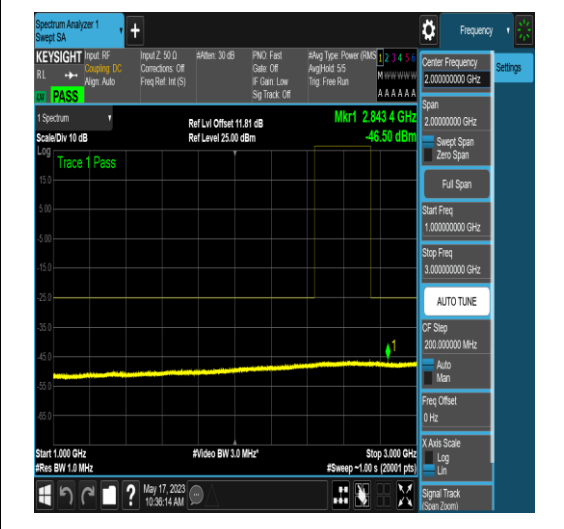 Spectrum Analyzer 1
Swept SA
Frequency
KEYSIGHT
RL
PASS
Input: RF
Coupling: DC
Align: Auto
Input Z: 50 Ω
Corrections: Off
Freq Ref: Int (S)
#Atten: 30 dB
PNO: Fast
Gate: Off
IF Gain: Low
Sig Track: Off
#Avg Type: Power (RMS
Avg|Hold: 5/5
Trig: Free Run
1 2 3 4 5 6
M W W W W W
A A A A A A
1 Spectrum
Scale/Div 10 dB
Ref Lvl Offset 11.81 dB
Ref Level 25.00 dBm
Mkr1 2.843 4 GHz
-46.50 dBm
Log
Trace 1 Pass
15.0
5.00
-5.00
-15.0
-25.0
-35.0
-45.0
-55.0
-65.0
1
Start 1.000 GHz
#Res BW 1.0 MHz
#Video BW 3.0 MHz*
Stop 3.000 GHz
#Sweep ~1.00 s (20001 pts)
May 17, 2023
10:36:14 AM
Center Frequency
2.000000000 GHz
Span
Swept Span
Zero Span
Full Span
Start Freq
1.000000000 GHz
Stop Freq
3.000000000 GHz
AUTO TUNE
CF Step
200.000000 MHz
Auto
Man
Freq Offset
0 Hz
X Axis Scale
Log
Lin
Signal Track
(Span Zoom)
Settings